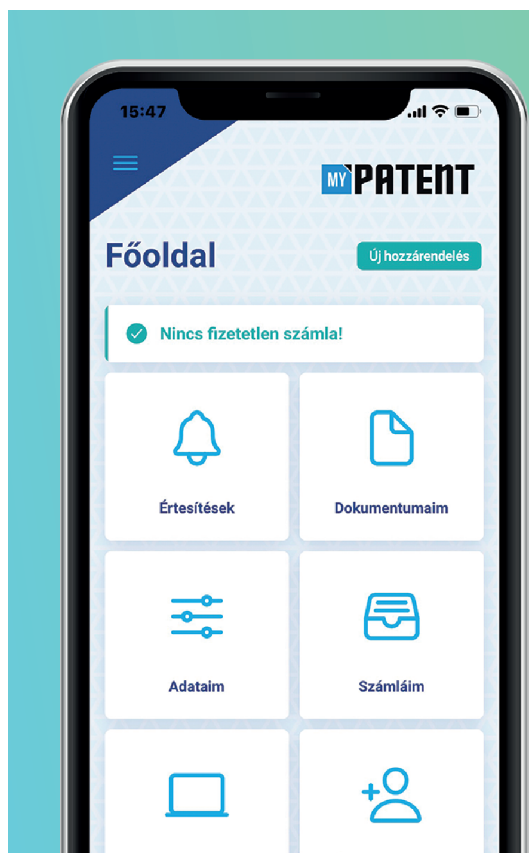 15:47
MY PATENT
Főoldal
Új hozzárendelés
Nincs fizetetlen számla!
Értesítések
Dokumentumaim
Adataim
Számláim